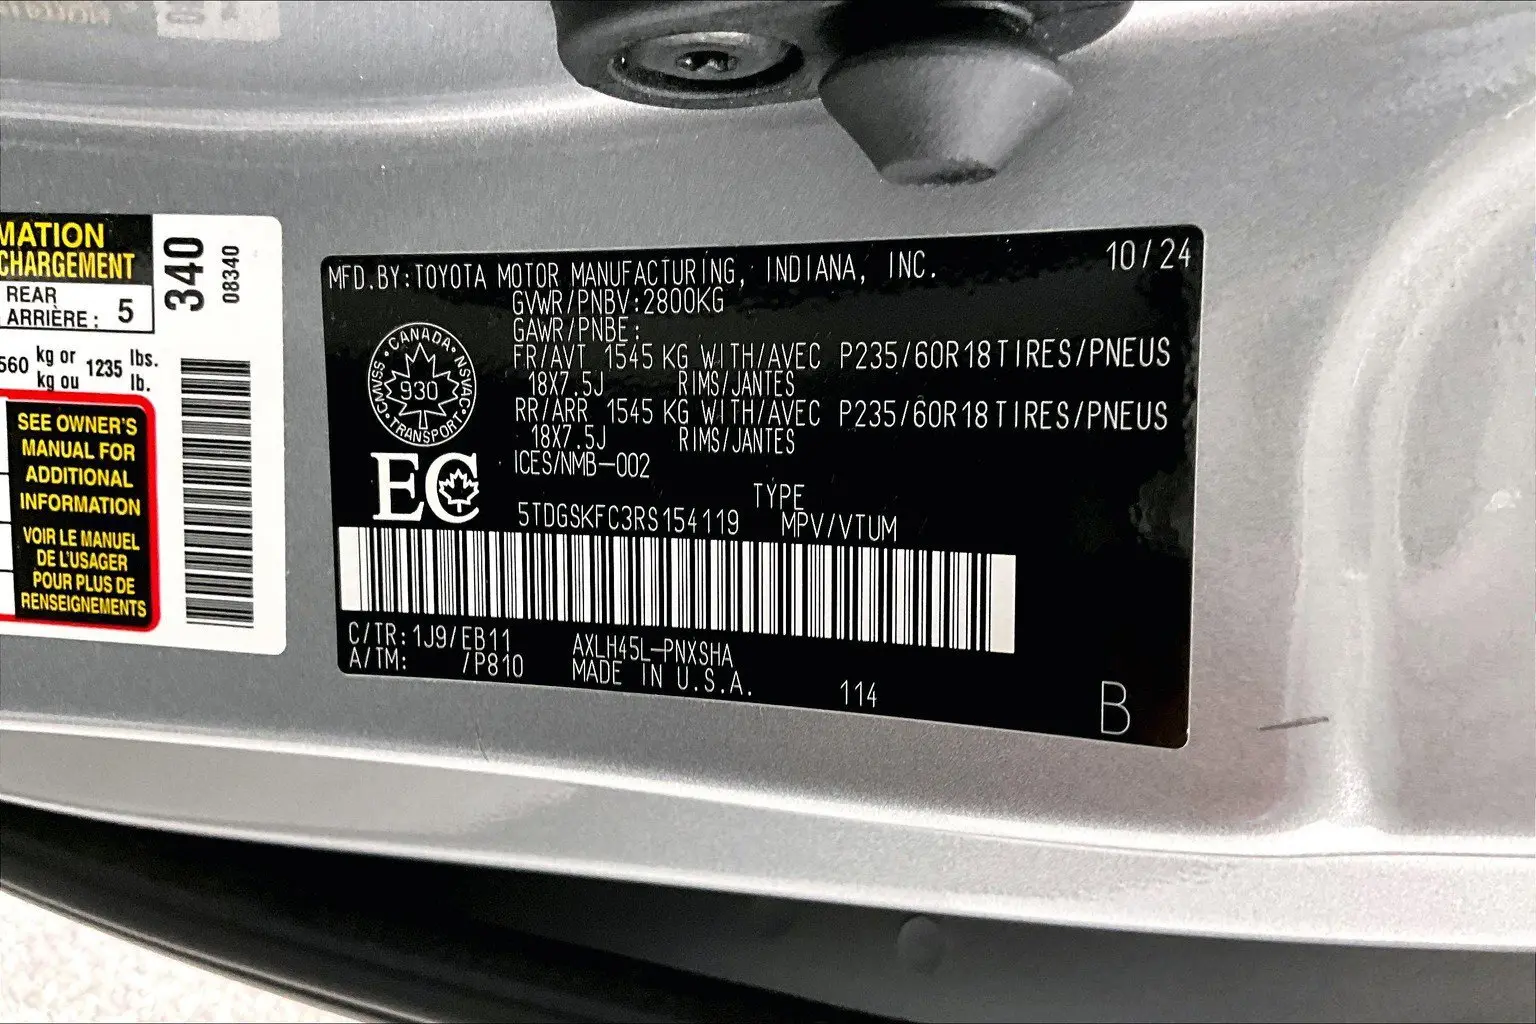 MATION
CHARGEMENT
REAR
ARRIÈRE : 5
560 kg or 1235 lbs.
kg ou lb.
SEE OWNER'S
MANUAL FOR
ADDITIONAL
INFORMATION
VOIR LE MANUEL
DE L'USAGER
POUR PLUS DE
RENSEIGNEMENTS
340
08340
MFD.BY:TOYOTA MOTOR MANUFACTURING, INDIANA, INC. 10/24
GVWR/PNBV:2800KG
GAWR/PNBE:
FR/AVT 1545 KG WITH/AVEC P235/60R18TIRES/PNEUS
18X7.5J RIMS/JANTES
RR/ARR 1545 KG WITH/AVEC P235/60R18TIRES/PNEUS
18X7.5J RIMS/JANTES
ICES/NMB-002
CANADA • NSVAC • TRANSPORT • CMVSS •
930
EC
TYPE
5TDGSKFC3RS154119 MPV/VTUM
C/TR:1J9/EB11 AXLH45L-PNXSHA
A/TM: /P810 MADE IN U.S.A.
114
B